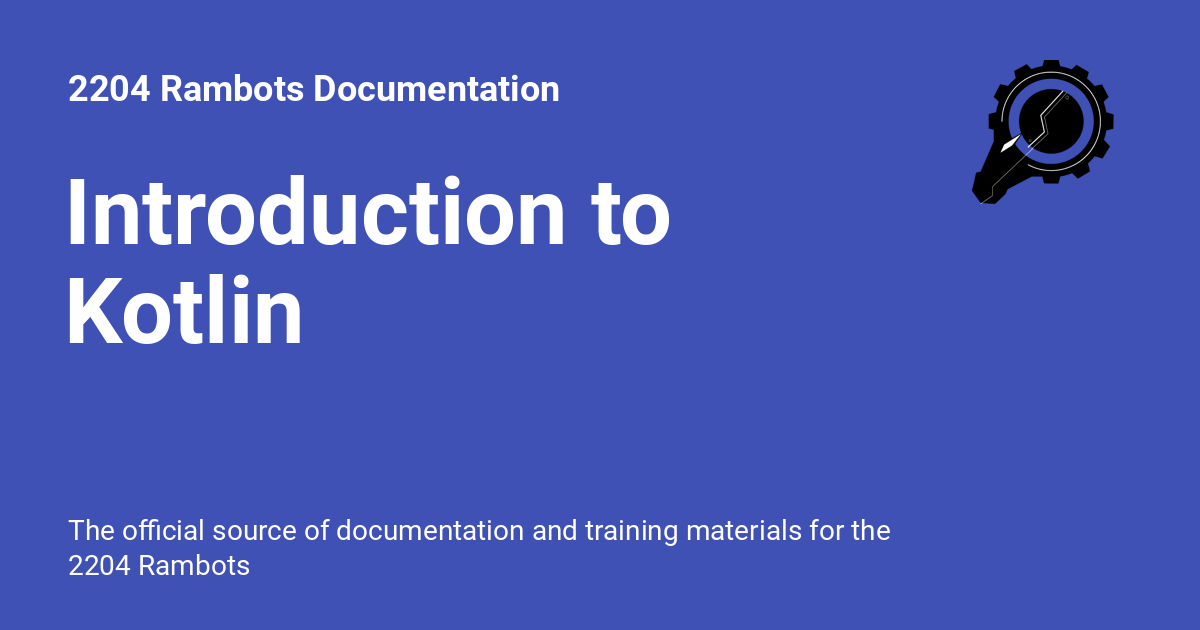 2204 Rambots Documentation
Introduction to
Kotlin
The official source of documentation and training materials for the
2204 Rambots